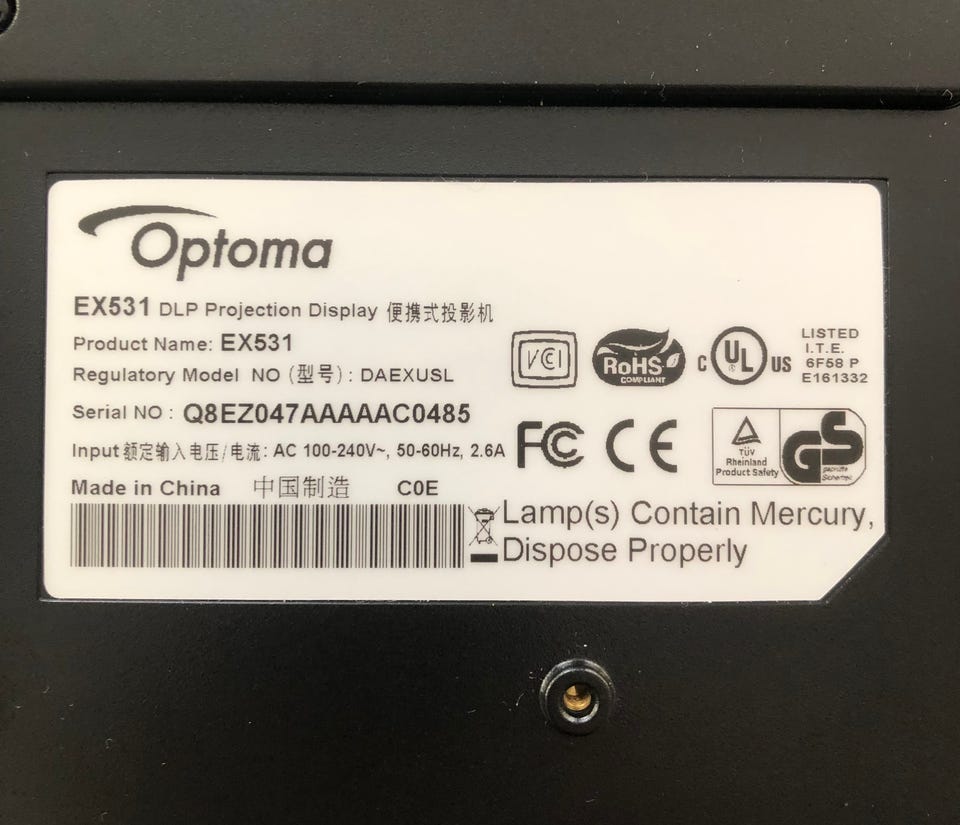 Optoma
EX531 DLP Projection Display 便携式投影机
Product Name: EX531
Regulatory Model NO (型号) : DAEXUSL
Serial NO : Q8EZ047AAAAAC0485
Input 额定输入电压/电流: AC 100-240V~, 50-60Hz, 2.6A
Made in China 中国制造 C0E
VCI
RoHS
COMPLIANT
C UL ® US
LISTED
I.T.E.
6F58 P
E161332
FC CE
TÜV
Rheinland
Product Safety
GS
geprüfte
Sicherheit
Lamp(s) Contain Mercury,
Dispose Properly